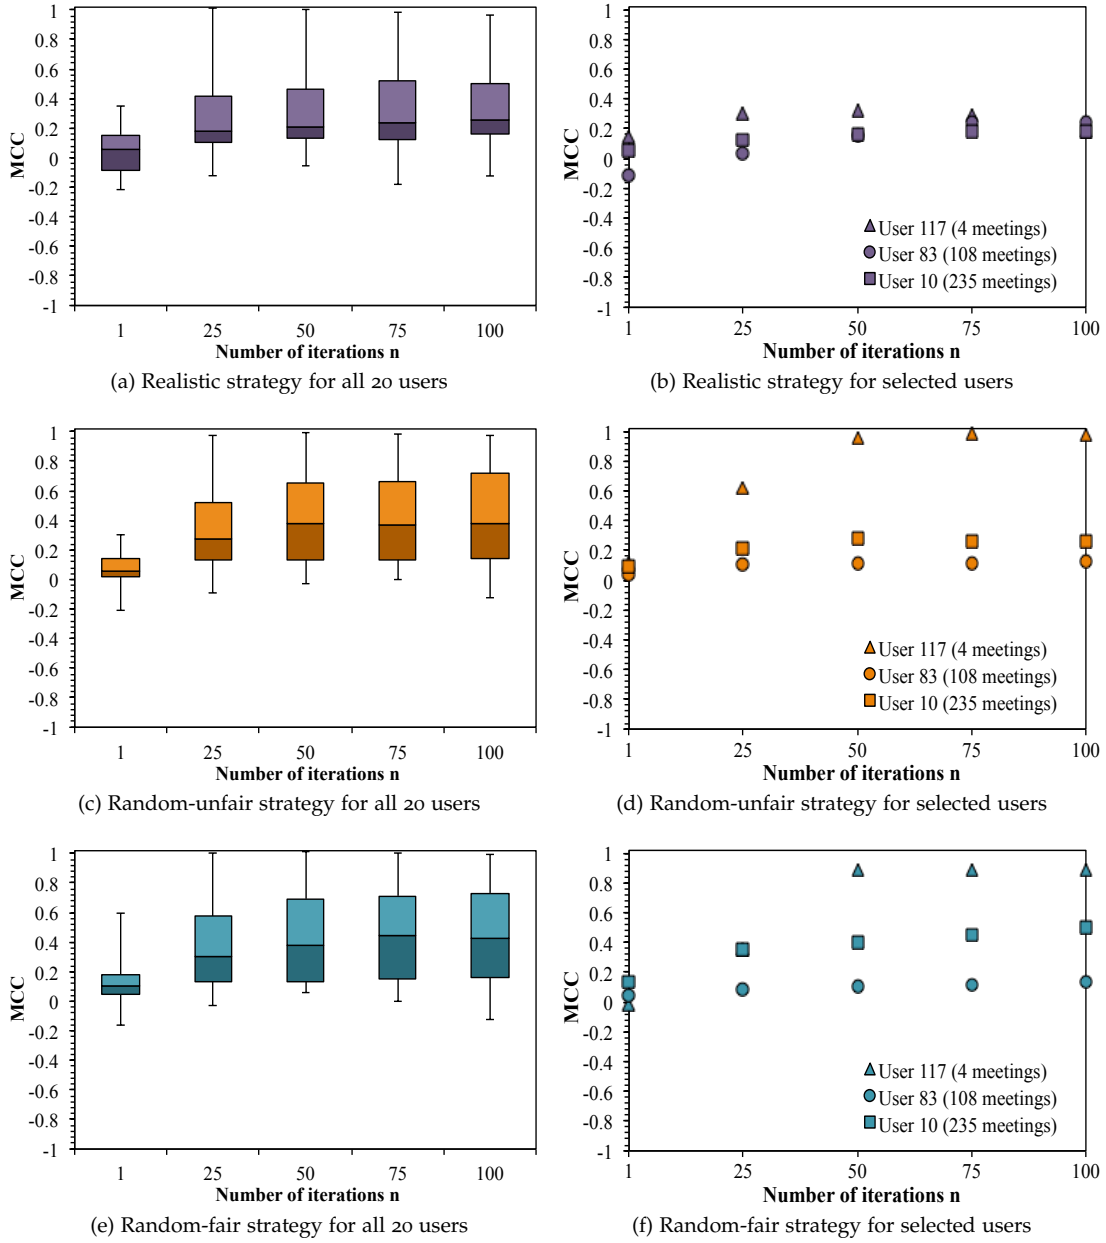 1
0.8
0.6
0.4
0.2
0
-0.2
-0.4
-0.6
-0.8
-1
MCC
1 25 50 75 100
Number of iterations n
(a) Realistic strategy for all 20 users
1
0.8
0.6
0.4
0.2
0
-0.2
-0.4
-0.6
-0.8
-1
MCC
User 117 (4 meetings)
User 83 (108 meetings)
User 10 (235 meetings)
1 25 50 75 100
Number of iterations n
(b) Realistic strategy for selected users
1
0.8
0.6
0.4
0.2
0
-0.2
-0.4
-0.6
-0.8
-1
MCC
1 25 50 75 100
Number of iterations n
(c) Random-unfair strategy for all 20 users
1
0.8
0.6
0.4
0.2
0
-0.2
-0.4
-0.6
-0.8
-1
MCC
User 117 (4 meetings)
User 83 (108 meetings)
User 10 (235 meetings)
1 25 50 75 100
Number of iterations n
(d) Random-unfair strategy for selected users
1
0.8
0.6
0.4
0.2
0
-0.2
-0.4
-0.6
-0.8
-1
MCC
1 25 50 75 100
Number of iterations n
(e) Random-fair strategy for all 20 users
1
0.8
0.6
0.4
0.2
0
-0.2
-0.4
-0.6
-0.8
-1
MCC
User 117 (4 meetings)
User 83 (108 meetings)
User 10 (235 meetings)
1 25 50 75 100
Number of iterations n
(f) Random-fair strategy for selected users